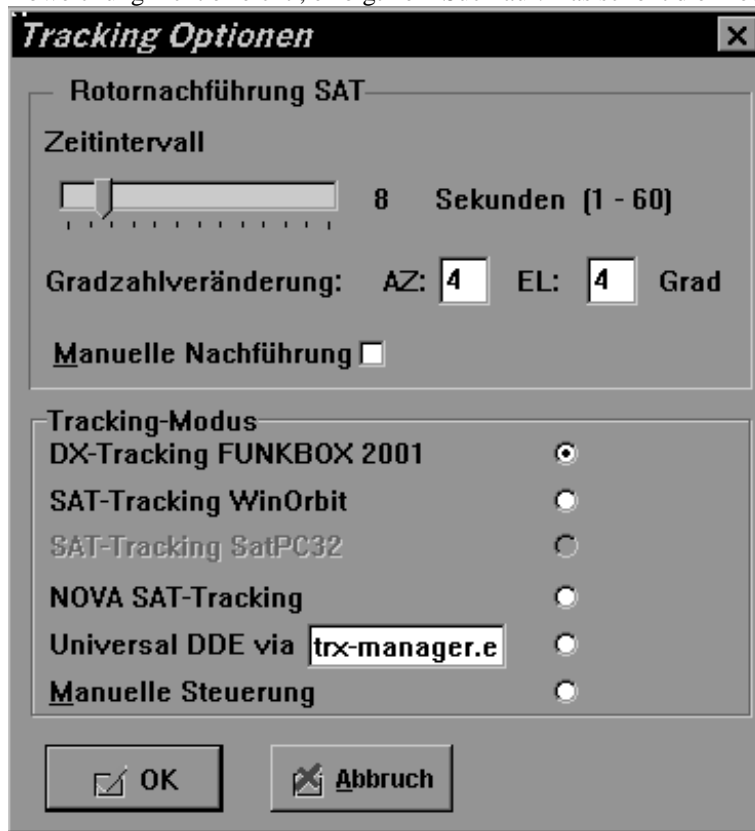 Tracking Optionen
Rotornachführung SAT
Zeitintervall
8 Sekunden (1 - 60)
Gradzahlveränderung: AZ: 4 EL: 4 Grad
Manuelle Nachführung
Tracking-Modus
DX-Tracking FUNKBOX 2001
SAT-Tracking WinOrbit
SAT-Tracking SatPC32
NOVA SAT-Tracking
Universal DDE via trx-manager.e
Manuelle Steuerung
OK Abbruch